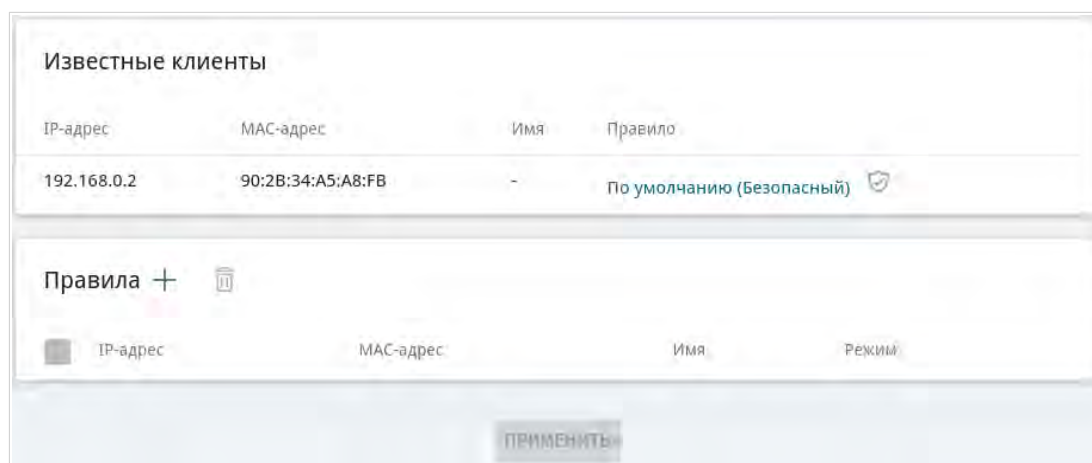 Известные клиенты
IP-адрес MAC-адрес Имя Правило
192.168.0.2 90:2B:34:A5:A8:FB - По умолчанию (Безопасный)
Правила
IP-адрес MAC-адрес Имя Режим
ПРИМЕНИТЬ